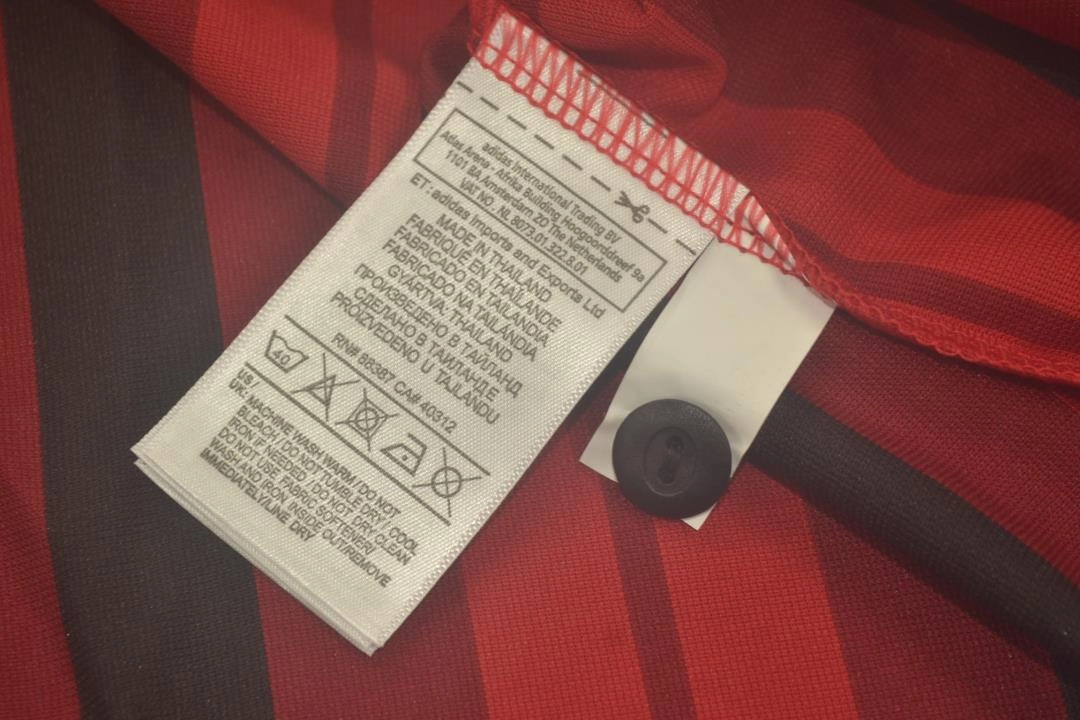 adidas International Trading BV
Atlas Arena - Afrika Building Hoogoorddreef 9a
1101 BA Amsterdam ZO The Netherlands
VAT NO : NL 8073.01.322.B.01
ET : adidas Imports and Exports Ltd
MADE IN THAILAND
FABRIQUÉ EN THAÏLANDE
FABRICADO EN TAILANDIA
FABRICADO NA TAILÂNDIA
GYÁRTVA: THAILAND
ПРОИЗВЕДЕНО В ТАЙЛАНД
СДЕЛАНО В ТАИЛАНДЕ
PROIZVEDENO U TAJLANDU
RN# 88387 CA# 40312
40
US /
UK: MACHINE WASH WARM / DO NOT
BLEACH / DO NOT TUMBLE DRY / COOL
IRON IF NEEDED / DO NOT DRY CLEAN
DO NOT USE FABRIC SOFTENER/
WASH AND IRON INSIDE OUT/REMOVE
IMMEDIATELY/LINE DRY